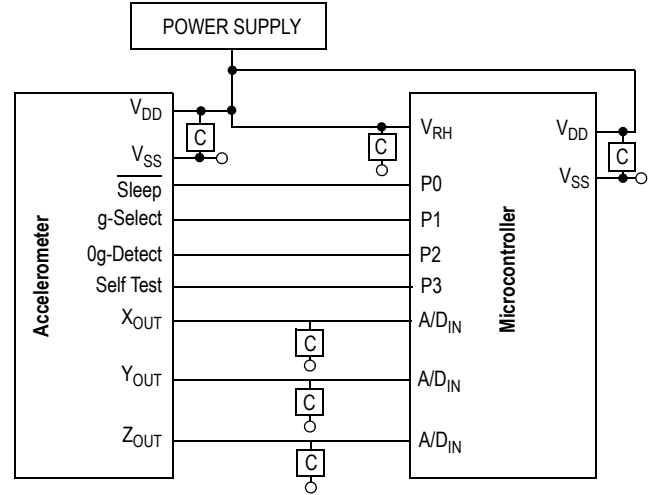 POWER SUPPLY
Accelerometer
V_DD
C
V_SS
Sleep
g-Select
0g-Detect
Self Test
X_OUT
Y_OUT
Z_OUT
C
C
C
C
Microcontroller
V_RH
P0
P1
P2
P3
A/D_IN
A/D_IN
A/D_IN
V_DD
C
V_SS